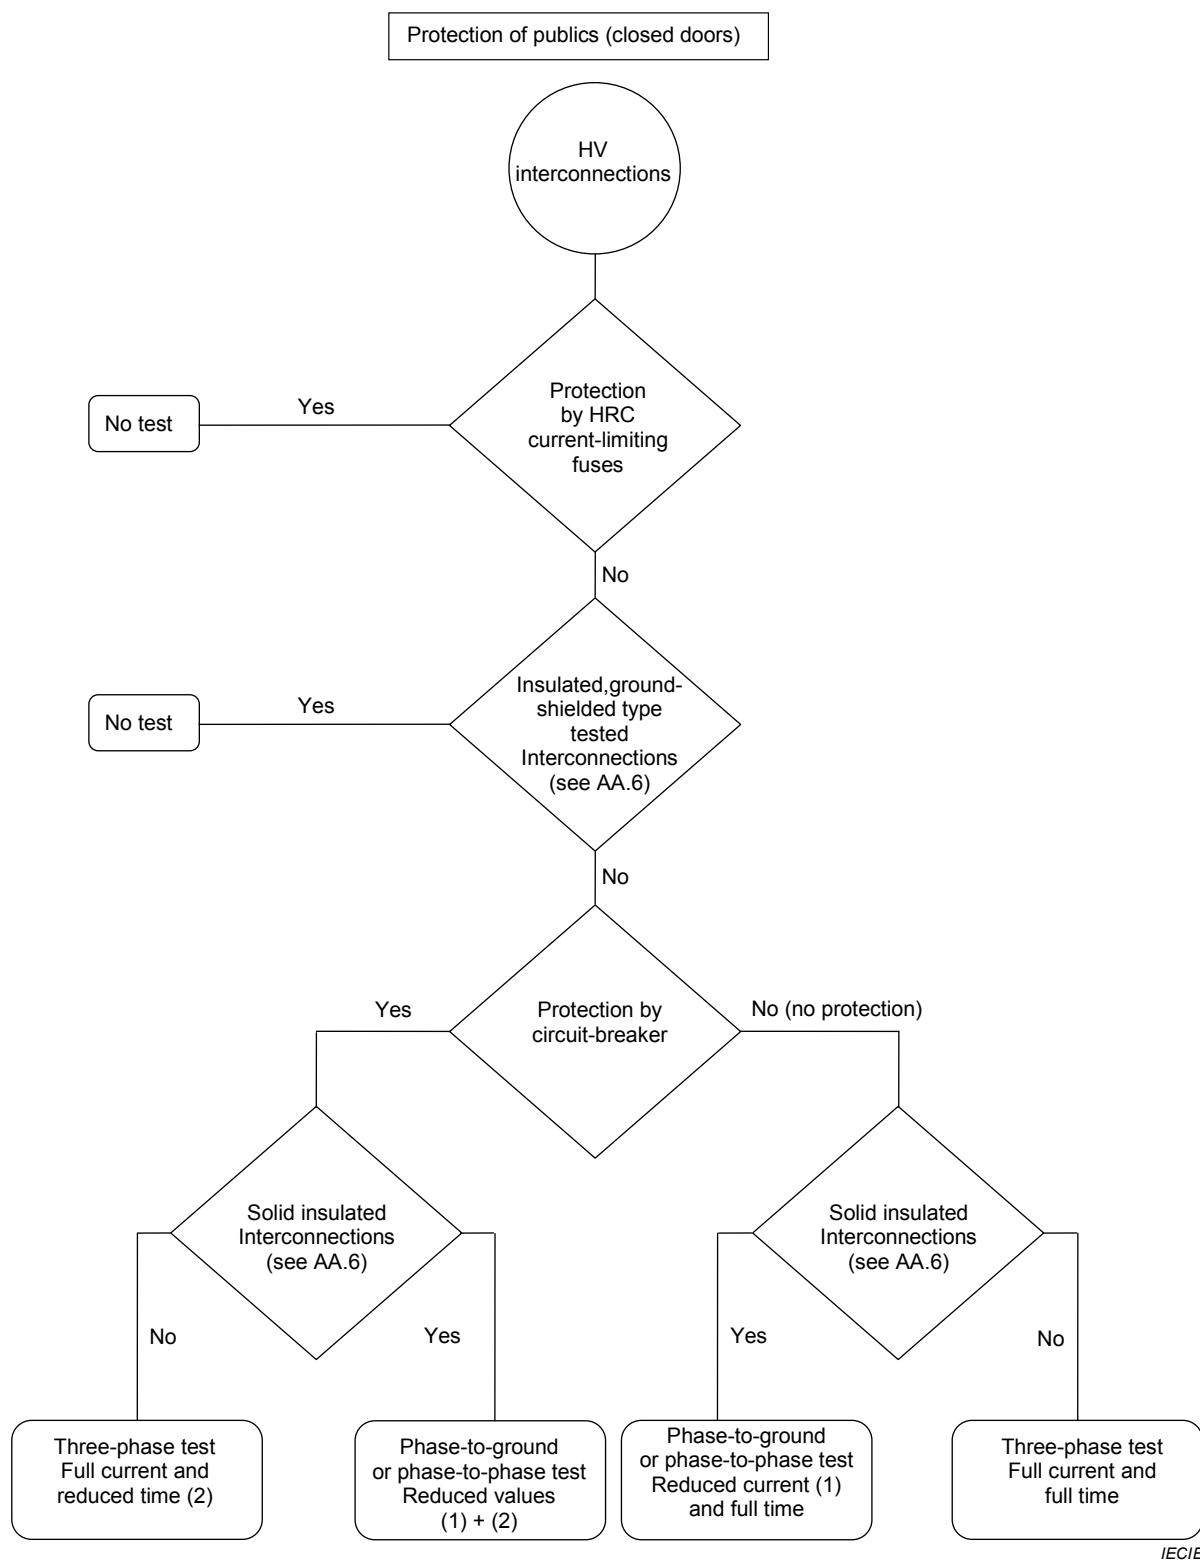 Protection of publics (closed doors)
HV
interconnections
Protection
by HRC
current-limiting
fuses
Yes
No test
No
Insulated,ground-
shielded type
tested
Interconnections
(see AA.6)
Yes
No test
No
Protection by
circuit-breaker
Yes
No (no protection)
Solid insulated
Interconnections
(see AA.6)
Solid insulated
Interconnections
(see AA.6)
No
Yes
Yes
No
Three-phase test
Full current and
reduced time (2)
Phase-to-ground
or phase-to-phase test
Reduced values
(1) + (2)
Phase-to-ground
or phase-to-phase test
Reduced current (1)
and full time
Three-phase test
Full current and
full time
IECIE